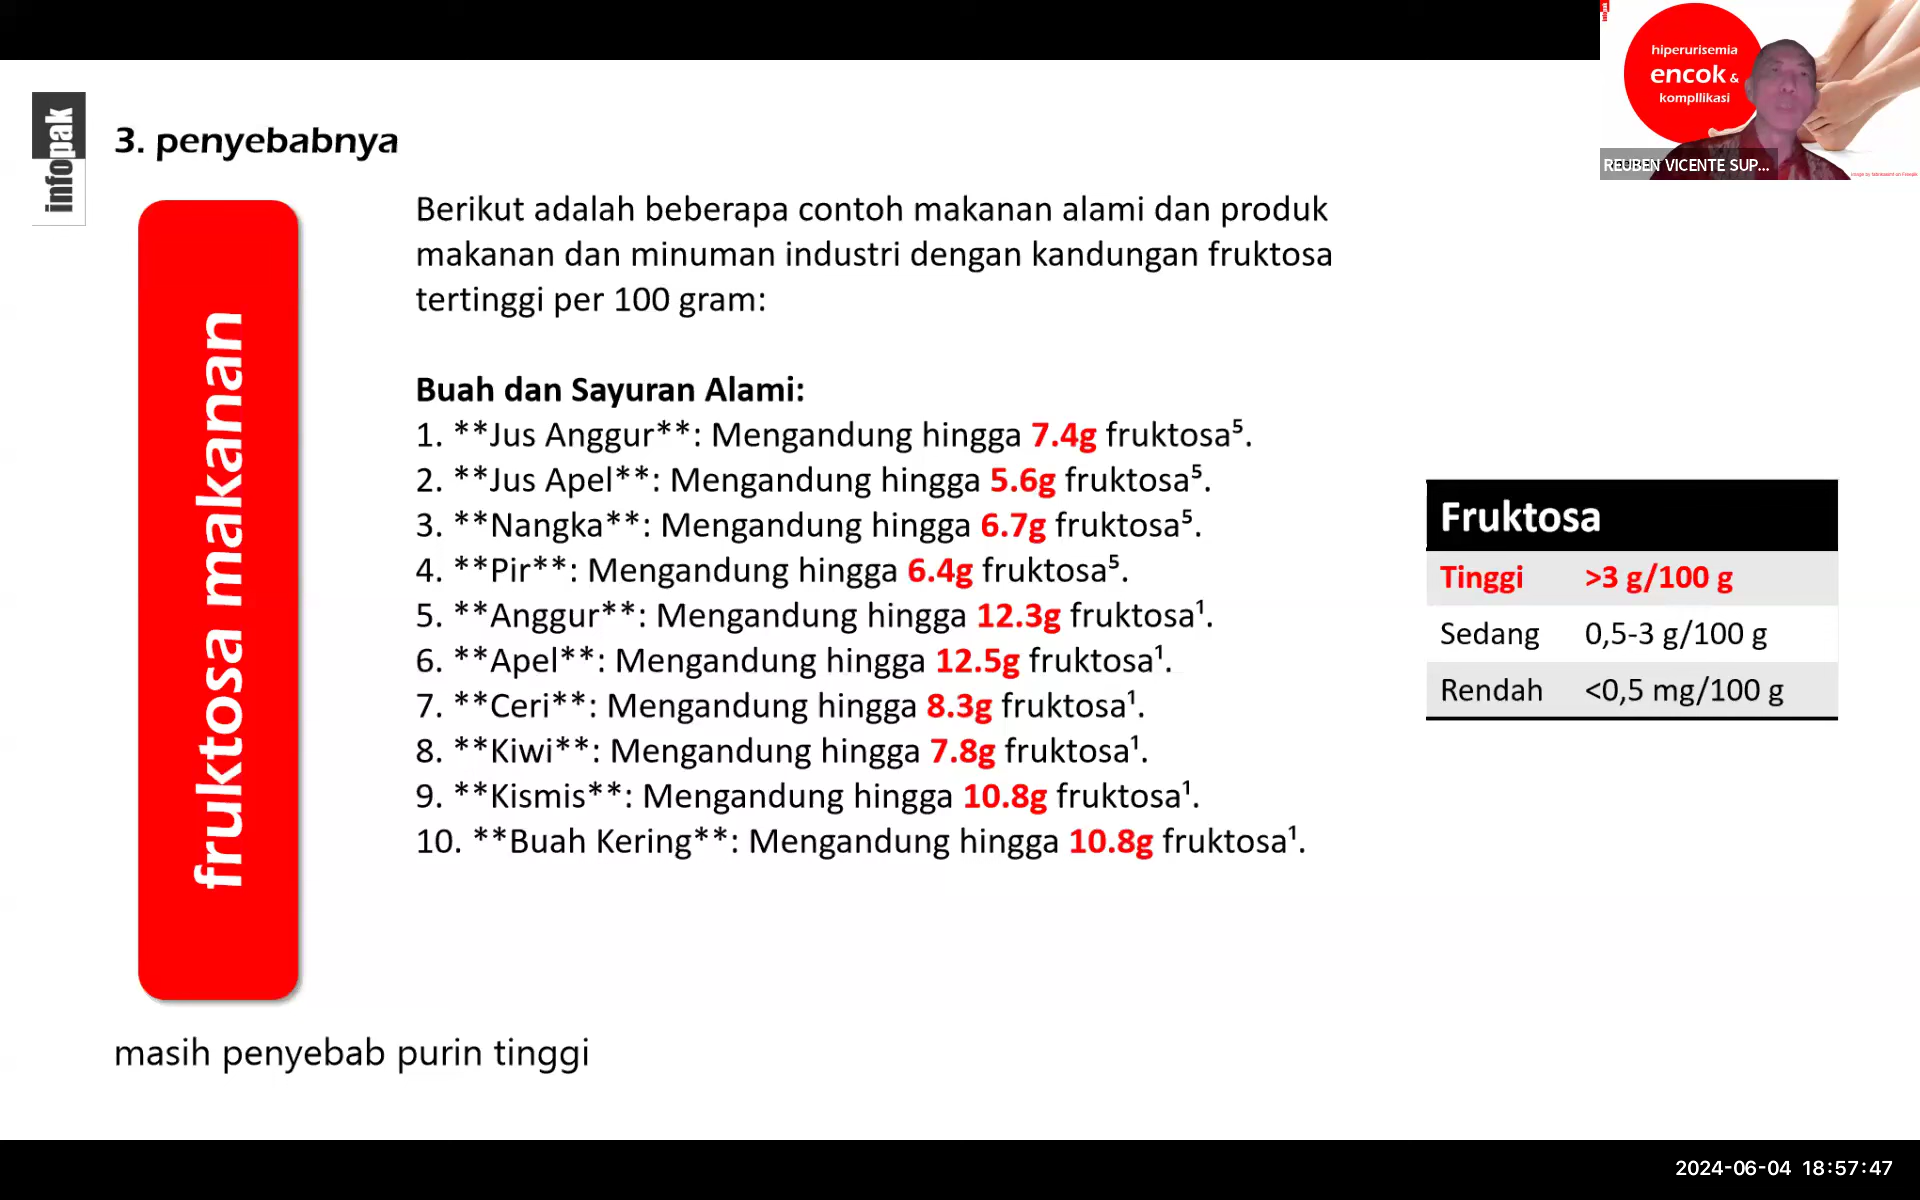 infopak
3. penyebabnya
fruktosa makanan
Berikut adalah beberapa contoh makanan alami dan produk
makanan dan minuman industri dengan kandungan fruktosa
tertinggi per 100 gram:
Buah dan Sayuran Alami:
1. **Jus Anggur**: Mengandung hingga 7.4g fruktosa⁵.
2. **Jus Apel**: Mengandung hingga 5.6g fruktosa⁵.
3. **Nangka**: Mengandung hingga 6.7g fruktosa⁵.
4. **Pir**: Mengandung hingga 6.4g fruktosa⁵.
5. **Anggur**: Mengandung hingga 12.3g fruktosa¹.
6. **Apel**: Mengandung hingga 12.5g fruktosa¹.
7. **Ceri**: Mengandung hingga 8.3g fruktosa¹.
8. **Kiwi**: Mengandung hingga 7.8g fruktosa¹.
9. **Kismis**: Mengandung hingga 10.8g fruktosa¹.
10. **Buah Kering**: Mengandung hingga 10.8g fruktosa¹.
Fruktosa
Tinggi >3 g/100 g
Sedang 0,5-3 g/100 g
Rendah <0,5 mg/100 g
masih penyebab purin tinggi
hiperurisemia
encok &
kompllikasi
REUBEN VICENTE SUP...
2024-06-04 18:57:47